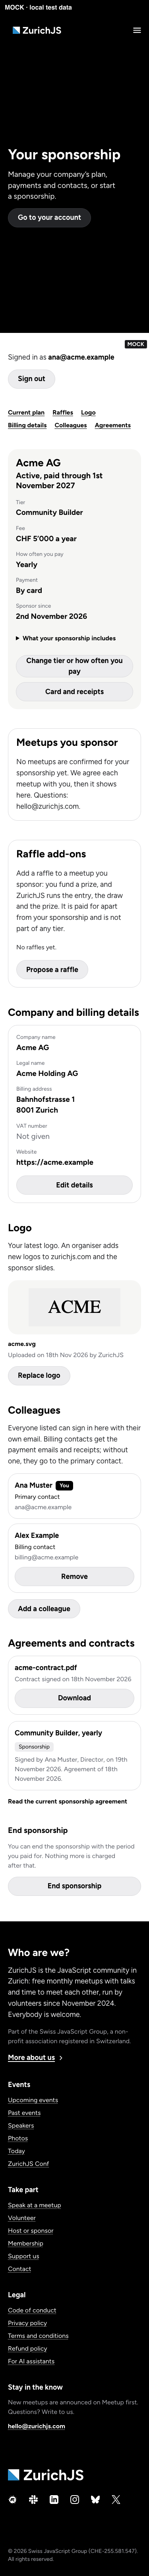 MOCK - local test data
ZurichJS
Your sponsorship
Manage your company's plan,
payments and contacts, or start
a sponsorship.
Go to your account
MOCK
Signed in as ana@acme.example
Sign out
Current plan Raffles Logo
Billing details Colleagues Agreements
Acme AG
Active, paid through 1st
November 2027
Tier
Community Builder
Fee
CHF 5'000 a year
How often you pay
Yearly
Payment
By card
Sponsor since
2nd November 2026
What your sponsorship includes
Change tier or how often you
pay
Card and receipts
Meetups you sponsor
No meetups are confirmed for your
sponsorship yet. We agree each
meetup with you, then it shows
here. Questions:
hello@zurichjs.com.
Raffle add-ons
Add a raffle to a meetup you
sponsor: you fund a prize, and
ZurichJS runs the entry, the draw
and the prize. It is paid for apart
from your sponsorship and is not
part of any tier.
No raffles yet.
Propose a raffle
Company and billing details
Company name
Acme AG
Legal name
Acme Holding AG
Billing address
Bahnhofstrasse 1
8001 Zurich
VAT number
Not given
Website
https://acme.example
Edit details
Logo
Your latest logo. An organiser adds
new logos to zurichjs.com and the
sponsor slides.
ACME
acme.svg
Uploaded on 18th Nov 2026 by ZurichJS
Replace logo
Colleagues
Everyone listed can sign in here with their
own email. Billing contacts get the
payment emails and receipts; without
one, they go to the primary contact.
Ana Muster You
Primary contact
ana@acme.example
Alex Example
Billing contact
billing@acme.example
Remove
Add a colleague
Agreements and contracts
acme-contract.pdf
Contract signed on 18th November 2026
Download
Community Builder, yearly
Sponsorship
Signed by Ana Muster, Director, on 19th
November 2026. Agreement of 18th
November 2026.
Read the current sponsorship agreement
End sponsorship
You can end the sponsorship with the period
you paid for. Nothing more is charged
after that.
End sponsorship
Who are we?
ZurichJS is the JavaScript community in
Zurich: free monthly meetups with talks
and time to meet each other, run by
volunteers since November 2024.
Everybody is welcome.
Part of the Swiss JavaScript Group, a non-
profit association registered in Switzerland.
More about us
Events
Upcoming events
Past events
Speakers
Photos
Today
ZurichJS Conf
Take part
Speak at a meetup
Volunteer
Host or sponsor
Membership
Support us
Contact
Legal
Code of conduct
Privacy policy
Terms and conditions
Refund policy
For AI assistants
Stay in the know
New meetups are announced on Meetup first.
Questions? Write to us.
hello@zurichjs.com
ZurichJS
© 2026 Swiss JavaScript Group (CHE-255.581.547).
All rights reserved.